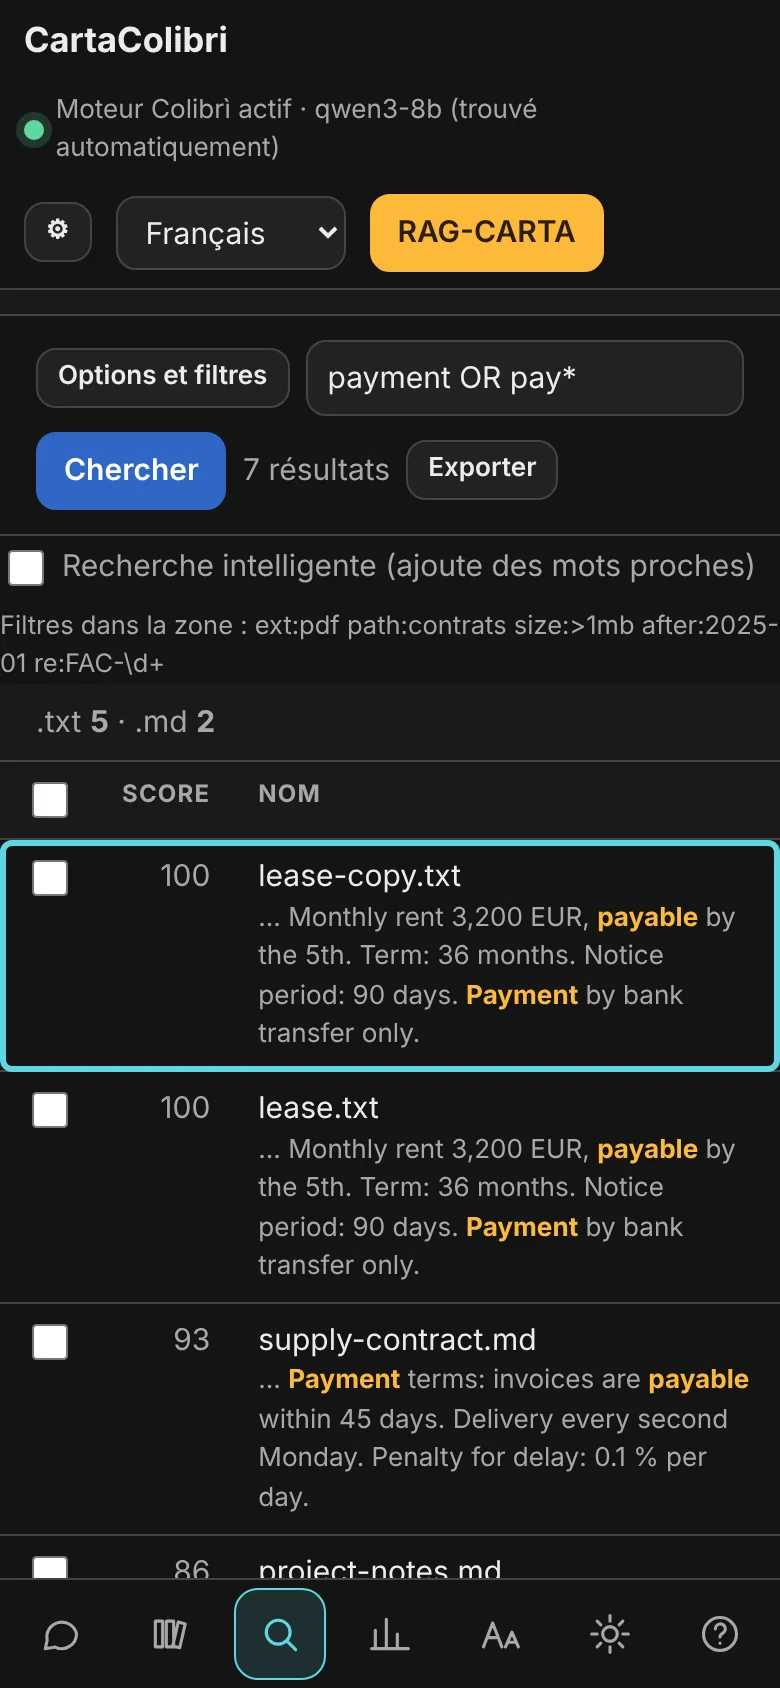 CartaColibri
Moteur Colibrì actif · qwen3-8b (trouvé
automatiquement)
Français
RAG-CARTA
Options et filtres
payment OR pay*
Chercher
7 résultats
Exporter
Recherche intelligente (ajoute des mots proches)
Filtres dans la zone : ext:pdf path:contrats size:>1mb after:2025-
01 re:FAC-\d+
.txt 5 · .md 2
SCORE NOM
100 lease-copy.txt
... Monthly rent 3,200 EUR, payable by
the 5th. Term: 36 months. Notice
period: 90 days. Payment by bank
transfer only.
100 lease.txt
... Monthly rent 3,200 EUR, payable by
the 5th. Term: 36 months. Notice
period: 90 days. Payment by bank
transfer only.
93 supply-contract.md
... Payment terms: invoices are payable
within 45 days. Delivery every second
Monday. Penalty for delay: 0.1 % per
day.
86 project-notes.md
AA
?